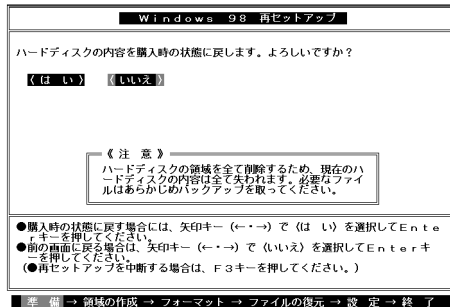 Windows 98 再セットアップ
ハードディスクの内容を購入時の状態に戻します。よろしいですか？
〈は い〉 〈いいえ〉
《注 意》
ハードディスクの領域を全て削除するため、現在のハ
ードディスクの内容は全て失われます。必要なファイ
ルはあらかじめバックアップを取ってください。
●購入時の状態に戻す場合には、矢印キー（←・→）で〈は い〉を選択してＥｎｔｅ
ｒキーを押してください。
●前の画面に戻る場合は、矢印キー（←・→）で〈いいえ〉を選択してＥｎｔｅｒキ
ーを押してください。
（●再セットアップを中断する場合は、Ｆ３キーを押してください。）
準 備 → 領域の作成 → フォーマット → ファイルの復元 → 設 定 → 終 了